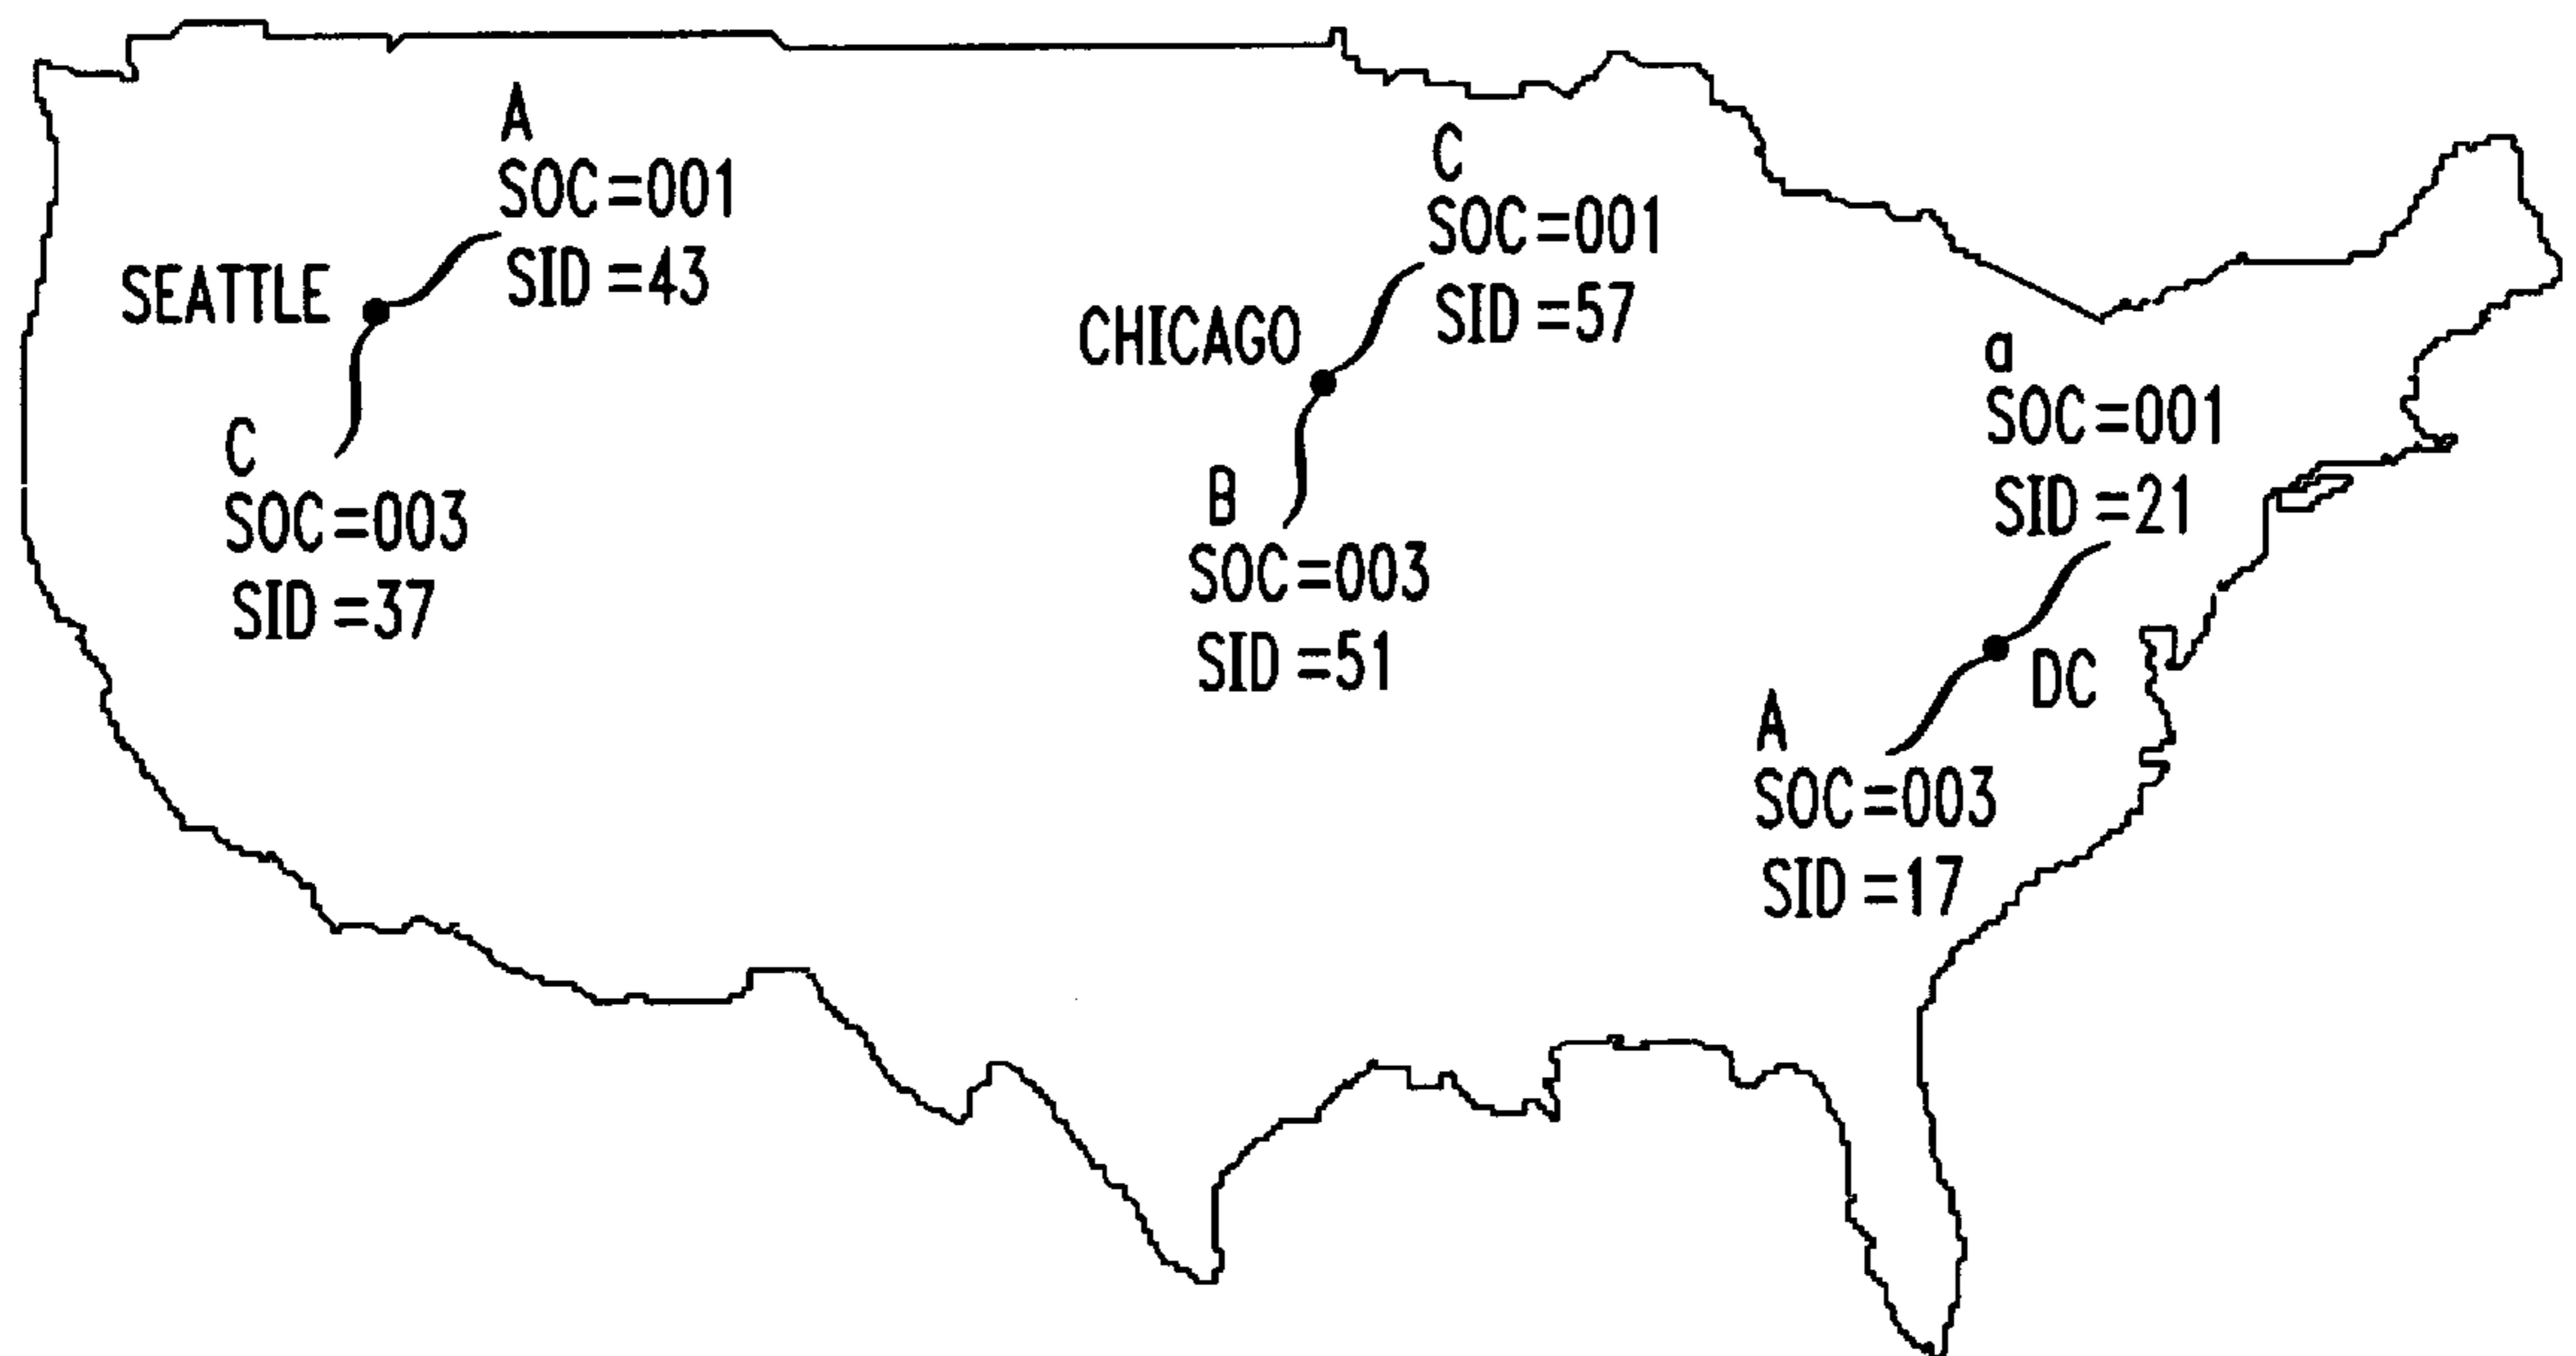 A
SOC=001
SID=43
SEATTLE
C
SOC=003
SID=37
C
SOC=001
SID=57
CHICAGO
B
SOC=003
SID=51
a
SOC=001
SID=21
DC
A
SOC=003
SID=17